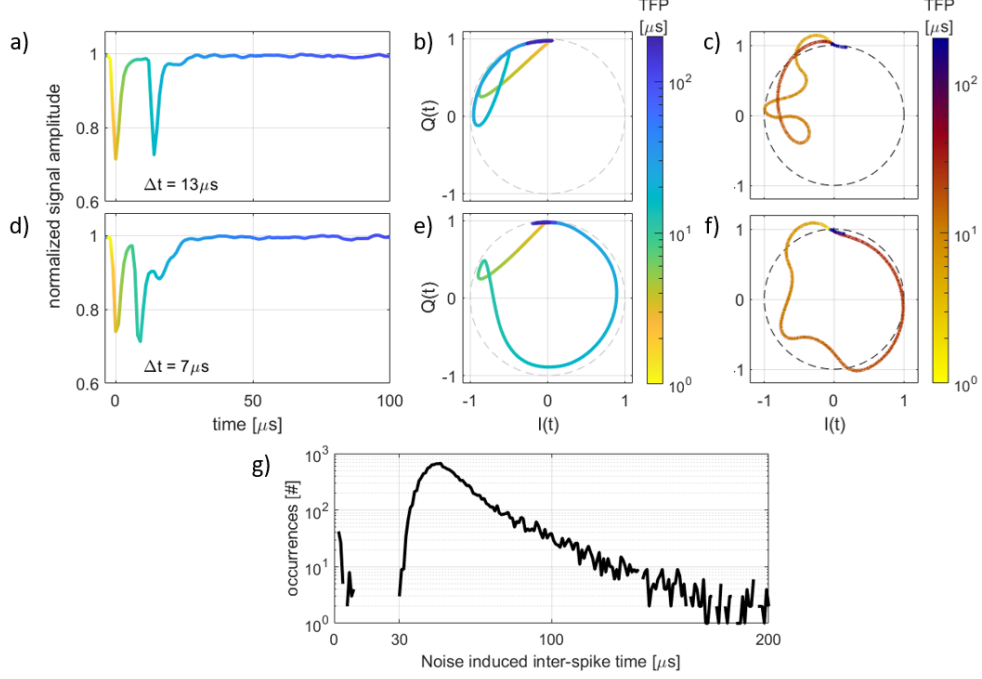 a)
1
0.8
0.6
Δt = 13μs
normalized signal amplitude
b)
1
0
-1
Q(t)
TFP
[μs]
10²
10¹
10⁰
c)
1
0
-1
TFP
[μs]
10²
10¹
10⁰
d)
1
0.8
0.6
Δt = 7μs
0
50
100
time [μs]
e)
1
0
-1
Q(t)
-1
0
1
I(t)
f)
1
0
-1
-1
0
1
I(t)
g)
10³
10²
10¹
10⁰
occurrences [#]
0
30
100
200
Noise induced inter-spike time [μs]